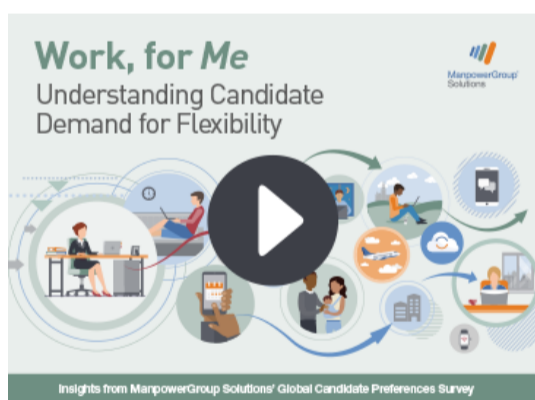 Work, for Me
Understanding Candidate
Demand for Flexibility
ManpowerGroup®
Solutions
Insights from ManpowerGroup Solutions' Global Candidate Preferences Survey